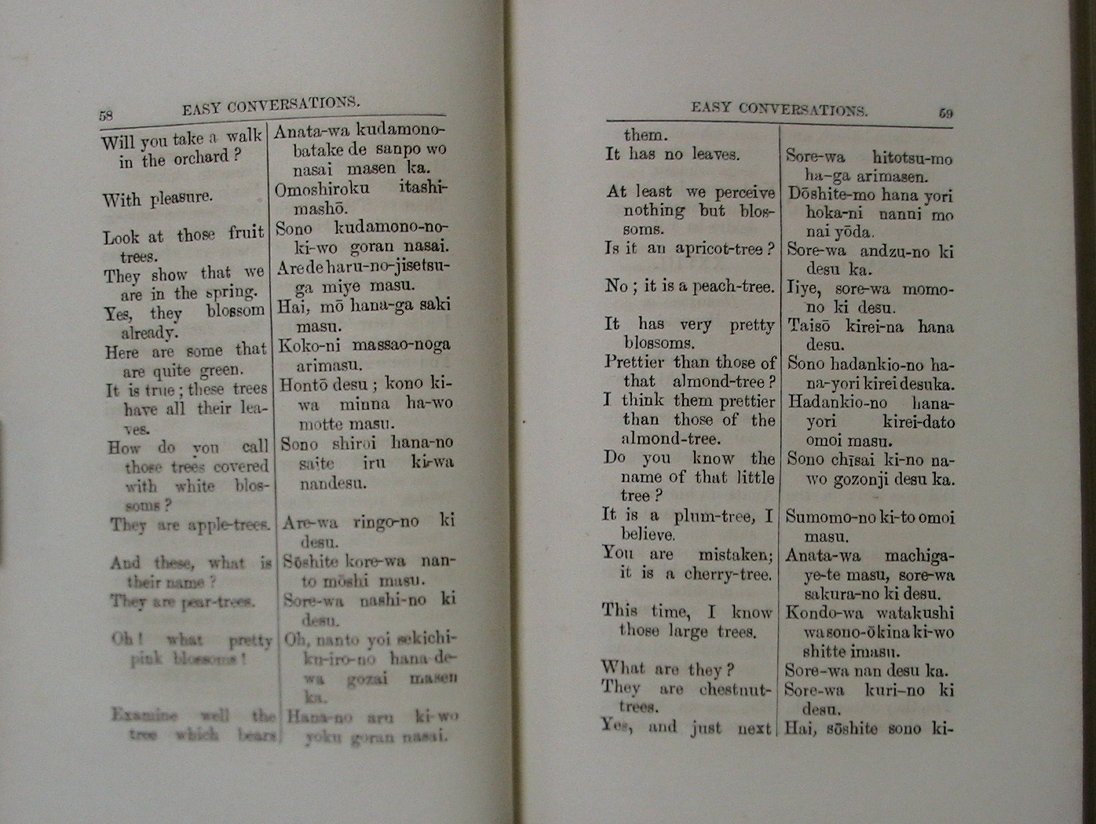 58
EASY CONVERSATIONS.
Will you take a walk
in the orchard ?
With pleasure.
Look at those fruit
trees.
They show that we
are in the spring.
Yes, they blossom
already.
Here are some that
are quite green.
It is true ; these trees
have all their lea-
ves.
How do you call
those trees covered
with white blos-
soms ?
They are apple-trees.
And these, what is
their name ?
They are pear-trees.
Oh ! what pretty
pink blossoms !
Examine well the
tree which bears
Anata-wa kudamono-
batake de sanpo wo
nasai masen ka.
Omoshiroku itashi-
mashō.
Sono kudamono-no-
ki-wo goran nasai.
Are de haru-no-jisetsu-
ga miye masu.
Hai, mō hana-ga saki
masu.
Koko-ni massao-noga
arimasu.
Hontō desu ; kono ki-
wa minna ha-wo
motte masu.
Sono shiroi hana-no
saite iru ki-wa
nandesu.
Are-wa ringo-no ki
desu.
Sōshite kore-wa nan-
to mōshi masu.
Sore-wa nashi-no ki
desu.
Oh, nanto yoi sekichi-
ku-iro-no hana de-
wa gozai masen
ka.
Hana-no aru ki-wo
yoku goran nasai.
EASY CONVERSATIONS.
59
them.
It has no leaves.
At least we perceive
nothing but blos-
soms.
Is it an apricot-tree ?
No ; it is a peach-tree.
It has very pretty
blossoms.
Prettier than those of
that almond-tree ?
I think them prettier
than those of the
almond-tree.
Do you know the
name of that little
tree ?
It is a plum-tree, I
believe.
You are mistaken;
it is a cherry-tree.
This time, I know
those large trees.
What are they ?
They are chestnut-
trees.
Yes, and just next
Sore-wa hitotsu-mo
ha-ga arimasen.
Dōshite-mo hana yori
hoka-ni nanni mo
nai yōda.
Sore-wa andzu-no ki
desu ka.
Iiye, sore-wa momo-
no ki desu.
Taisō kirei-na hana
desu.
Sono hadankio-no ha-
na-yori kirei desuka.
Hadankio-no hana-
yori kirei-dato
omoi masu.
Sono chīsai ki-no na-
wo gozonji desu ka.
Sumomo-no ki-to omoi
masu.
Anata-wa machiga-
ye-te masu, sore-wa
sakura-no ki desu.
Kondo-wa watakushi
wa sono-ōkina ki-wo
shitte imasu.
Sore-wa nan desu ka.
Sore-wa kuri-no ki
desu.
Hai, sōshite sono ki-